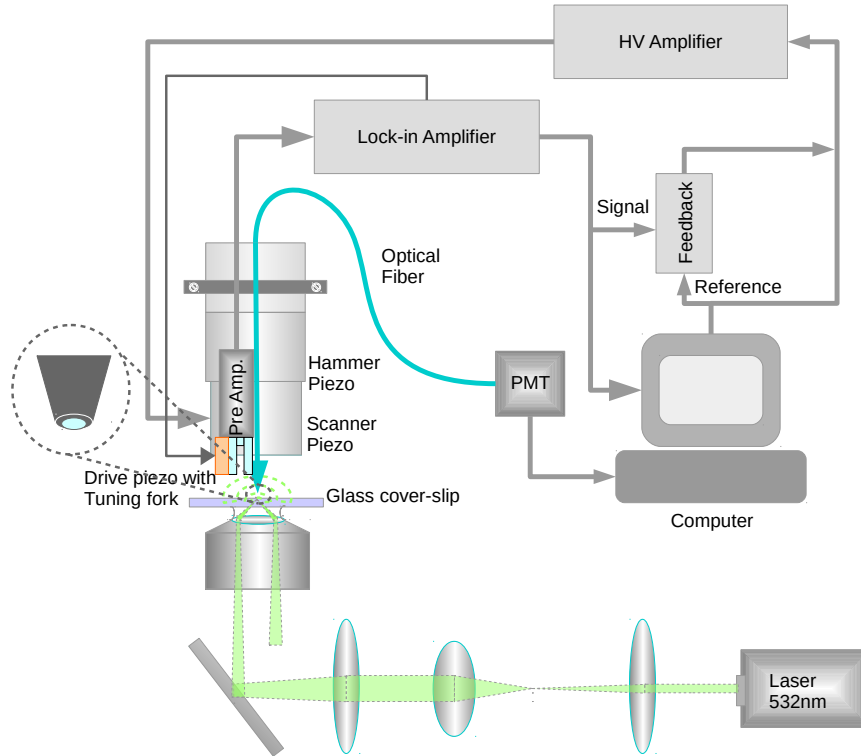 HV Amplifier
Lock-in Amplifier
Signal
Feedback
Optical
Fiber
Reference
Hammer
Piezo
Pre Amp.
PMT
Scanner
Piezo
Drive piezo with
Tuning fork
Glass cover-slip
Computer
Laser
532nm